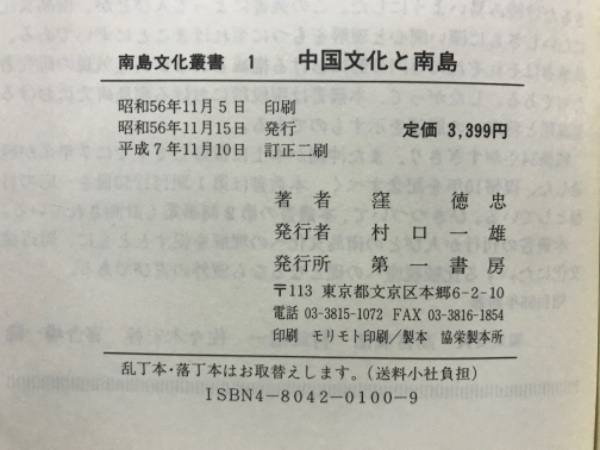 南島文化叢書 1 中国文化と南島
昭和56年11月5日 印刷
昭和56年11月15日 発行 定価 3,399円
平成7年11月10日 訂正二刷
著者 窪徳忠
発行者 村口一雄
発行所 第一書房
〒113 東京都文京区本郷6-2-10
電話 03-3815-1072 FAX 03-3816-1854
印刷 モリモト印刷/製本 協栄製本所
乱丁本・落丁本はお取替えします。(送料小社負担)
ISBN4-8042-0100-9